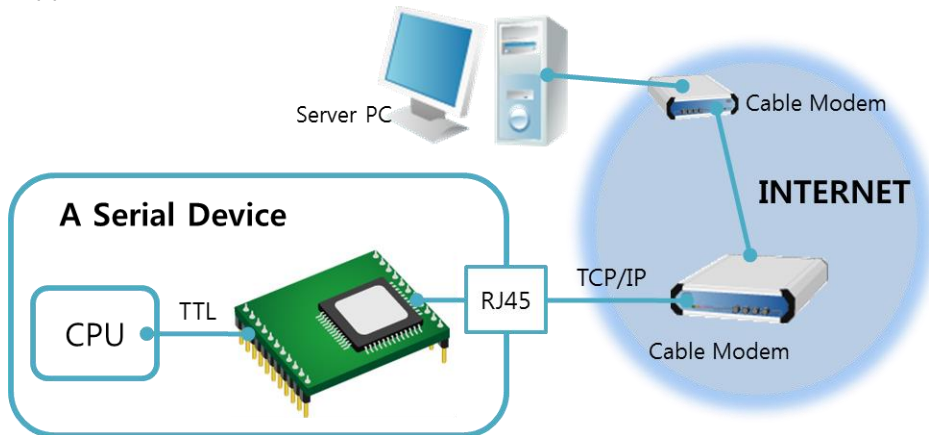 Server PC
Cable Modem
INTERNET
A Serial Device
TCP/IP
RJ45
TTL
CPU
Cable Modem